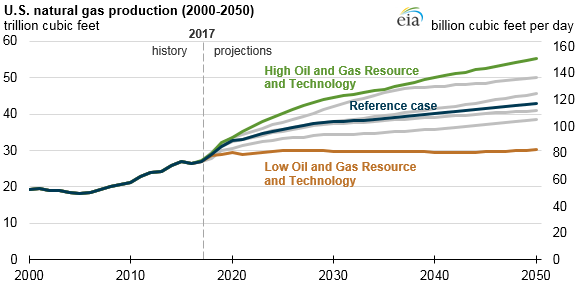 U.S. natural gas production (2000-2050)
trillion cubic feet
eia
billion cubic feet per day
2017
history
projections
60
50
40
30
20
10
0
160
140
120
100
80
60
40
20
0
High Oil and Gas Resource
and Technology
Reference case
Low Oil and Gas Resource
and Technology
2000
2010
2020
2030
2040
2050